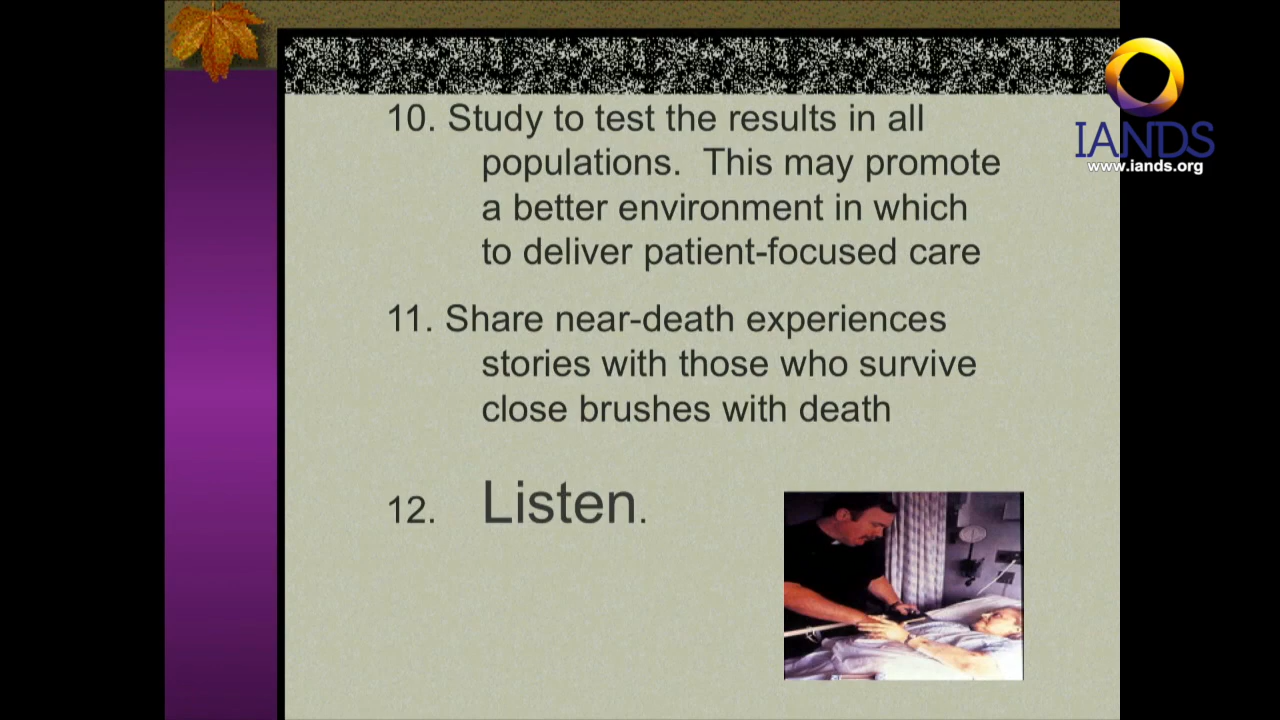 10. Study to test the results in all
populations.  This may promote
a better environment in which
to deliver patient-focused care
11. Share near-death experiences
stories with those who survive
close brushes with death
12. Listen.
IANDS
www.iands.org